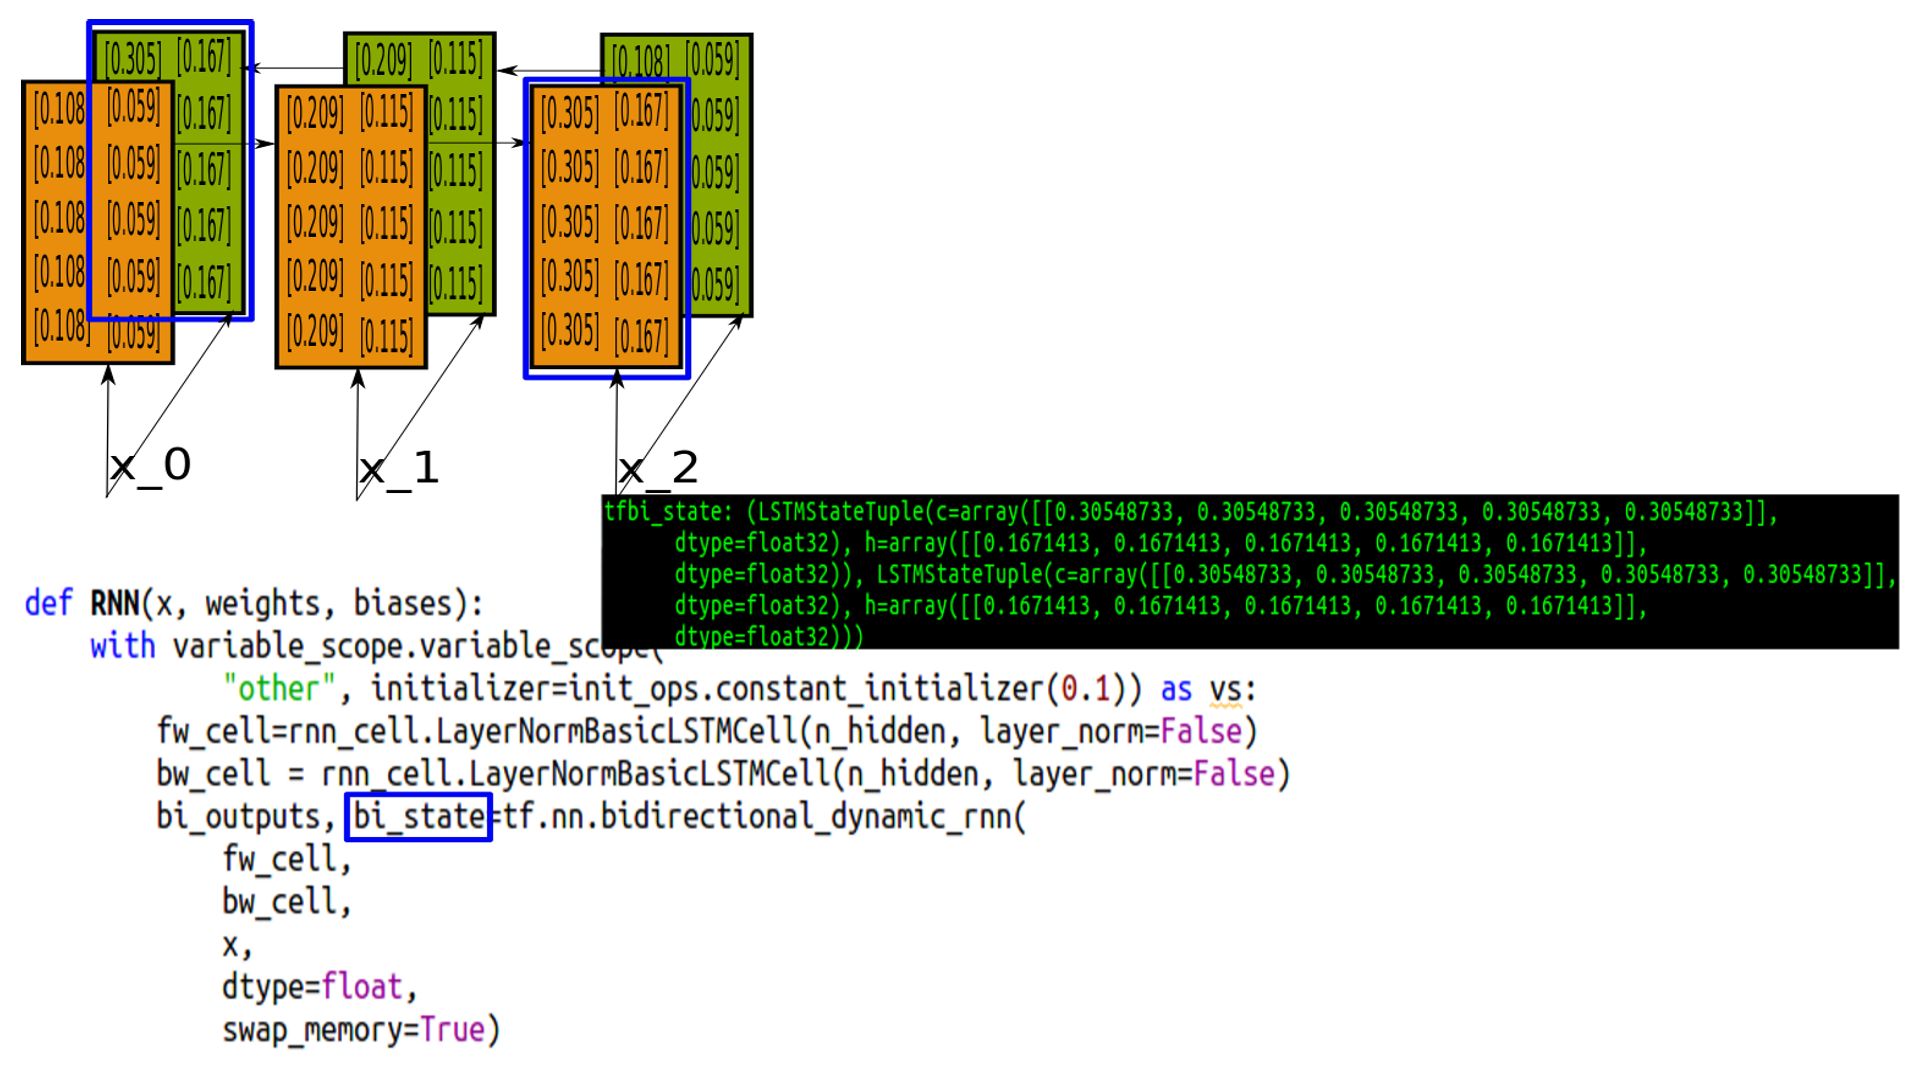 [0.305] [0.167] [0.209] [0.115] [0.108] [0.059]
[0.108 [0.059] [0.167] [0.209] [0.115] [0.115] [0.305] [0.167] 0.059]
[0.108 [0.059] [0.167] [0.209] [0.115] [0.115] [0.305] [0.167] 0.059]
[0.108 [0.059] [0.167] [0.209] [0.115] [0.115] [0.305] [0.167] 0.059]
[0.108 [0.059] [0.167] [0.209] [0.115] [0.115] [0.305] [0.167] 0.059]
[0.108] [0.059] [0.209] [0.115] [0.305] [0.167]
x_0 x_1 x_2
tfbi_state: (LSTMStateTuple(c=array([[0.30548733, 0.30548733, 0.30548733, 0.30548733, 0.30548733]],
dtype=float32), h=array([[0.1671413, 0.1671413, 0.1671413, 0.1671413, 0.1671413]],
dtype=float32)), LSTMStateTuple(c=array([[0.30548733, 0.30548733, 0.30548733, 0.30548733, 0.30548733]],
dtype=float32), h=array([[0.1671413, 0.1671413, 0.1671413, 0.1671413, 0.1671413]],
dtype=float32)))
def RNN(x, weights, biases):
with variable_scope.variable_scope(
"other", initializer=init_ops.constant_initializer(0.1)) as vs:
fw_cell=rnn_cell.LayerNormBasicLSTMCell(n_hidden, layer_norm=False)
bw_cell = rnn_cell.LayerNormBasicLSTMCell(n_hidden, layer_norm=False)
bi_outputs, bi_state=tf.nn.bidirectional_dynamic_rnn(
fw_cell,
bw_cell,
x,
dtype=float,
swap_memory=True)